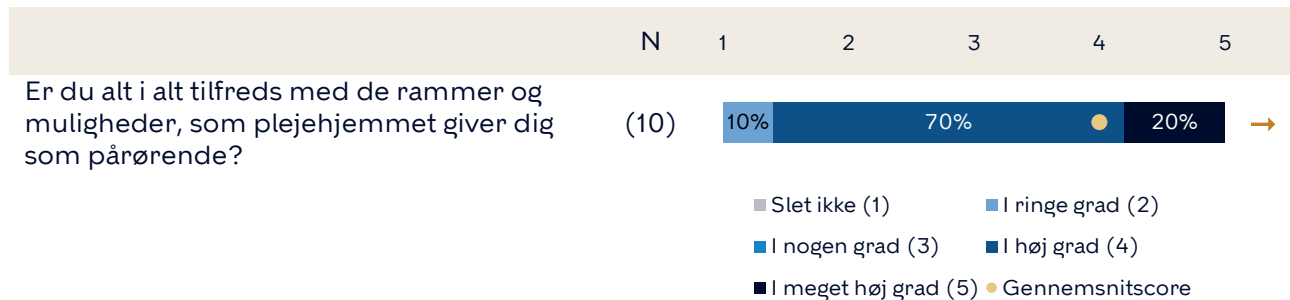 N 1 2 3 4 5
Er du alt i alt tilfreds med de rammer og
muligheder, som plejehjemmet giver dig
som pårørende?
(10) 10% 70% 20% →
Slet ikke (1) I ringe grad (2)
I nogen grad (3) I høj grad (4)
I meget høj grad (5) Gennemsnitscore